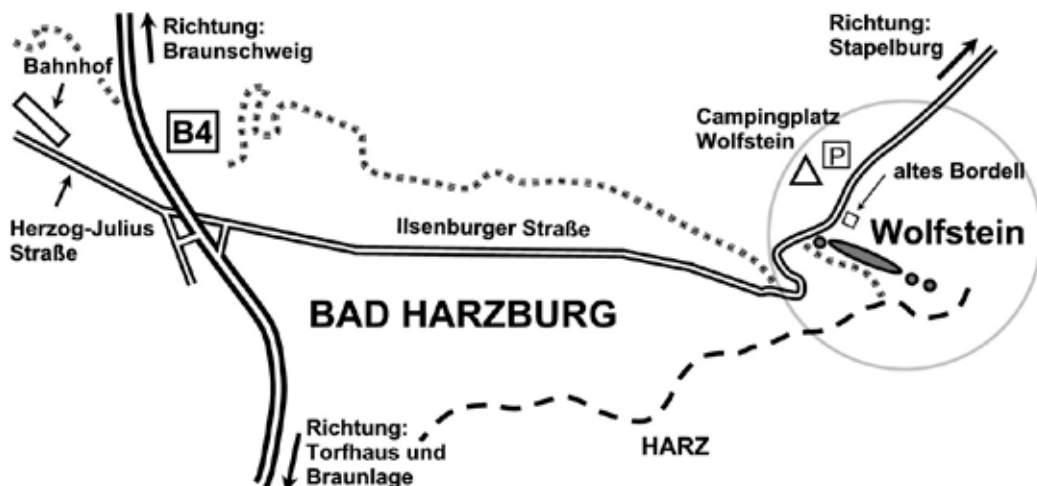 Richtung:
Braunschweig
Bahnhof
B4
Herzog-Julius
Straße
Ilsenburger Straße
BAD HARZBURG
Richtung:
Torfhaus und
Braunlage
HARZ
Richtung:
Stapelburg
Campingplatz
Wolfstein
P
altes Bordell
Wolfstein